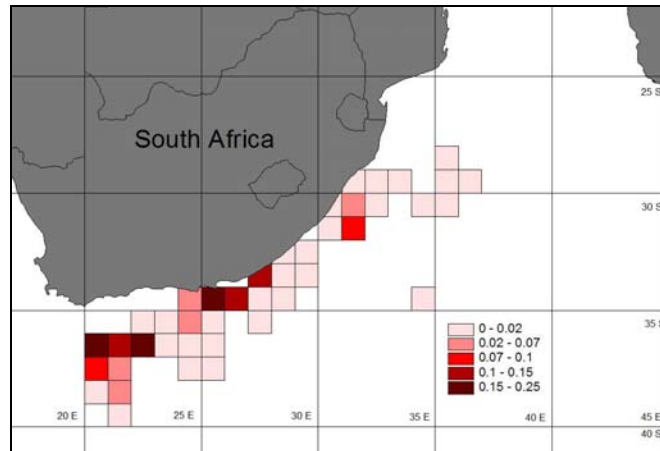 South Africa
25 S
30 S
35 S
0 - 0.02
0.02 - 0.07
0.07 - 0.1
0.1 - 0.15
0.15 - 0.25
20 E
25 E
30 E
35 E
40 E
45
40 S